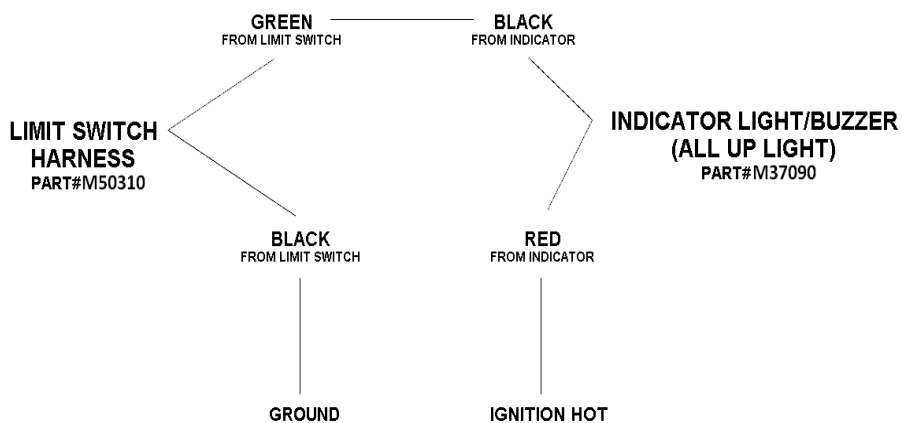 GREEN
FROM LIMIT SWITCH
BLACK
FROM INDICATOR
LIMIT SWITCH
HARNESS
PART#M50310
INDICATOR LIGHT/BUZZER
(ALL UP LIGHT)
PART#M37090
BLACK
FROM LIMIT SWITCH
RED
FROM INDICATOR
GROUND
IGNITION HOT